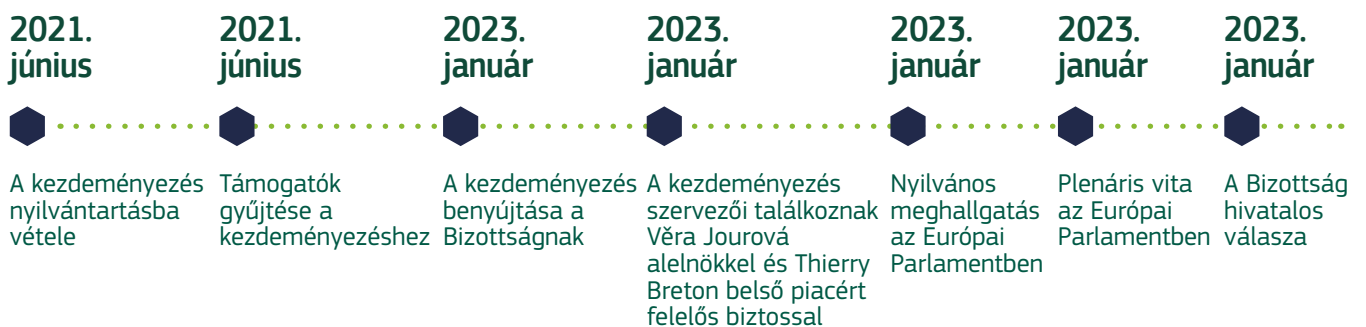 2021.
június
A kezdeményezés
nyilvántartásba
vétele
2021.
június
Támogatók
gyűjtése a
kezdeményezéshez
2023.
január
A kezdeményezés
benyújtása a
Bizottságnak
2023.
január
A kezdeményezés
szervezői találkoznak
Věra Jourová
alelnökkel és Thierry
Breton belső piacért
felelős biztossal
2023.
január
Nyilvános
meghallgatás
az Európai
Parlamentben
2023.
január
Plenáris vita
az Európai
Parlamentben
2023.
január
A Bizottság
hivatalos
válasza